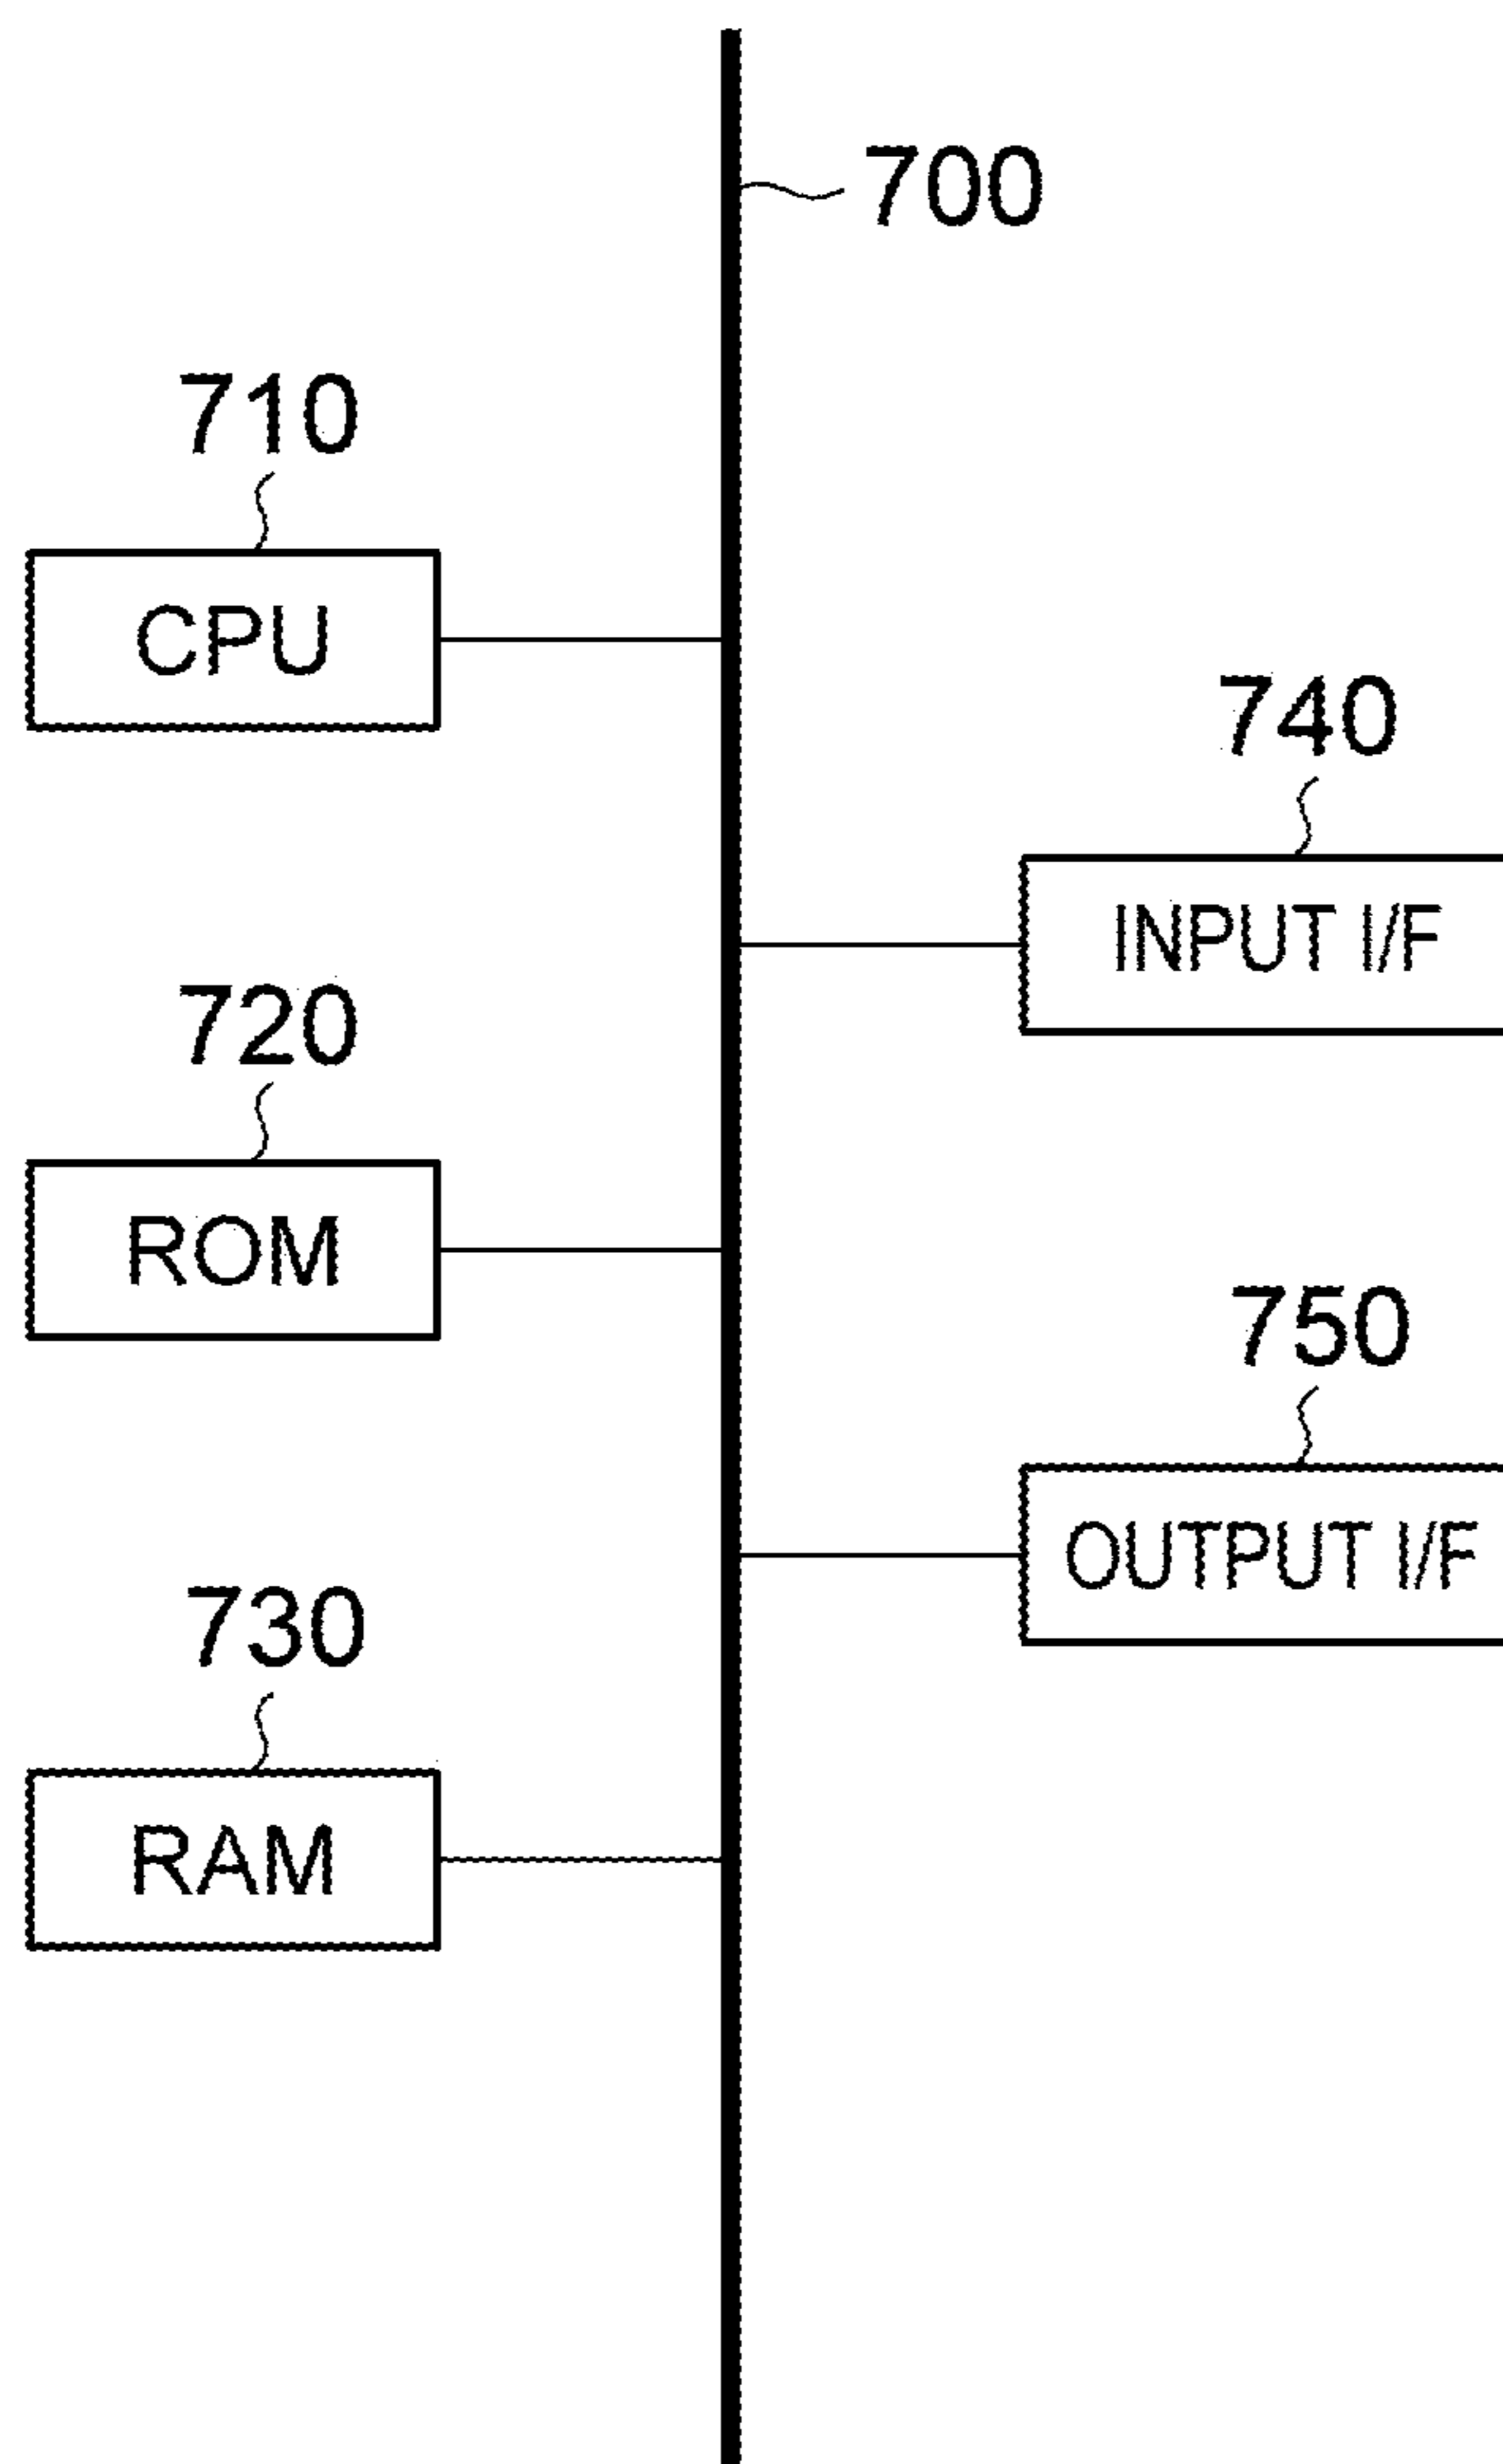 700
710
CPU
740
INPUT I/F
720
ROM
750
OUTPUT I/F
730
RAM